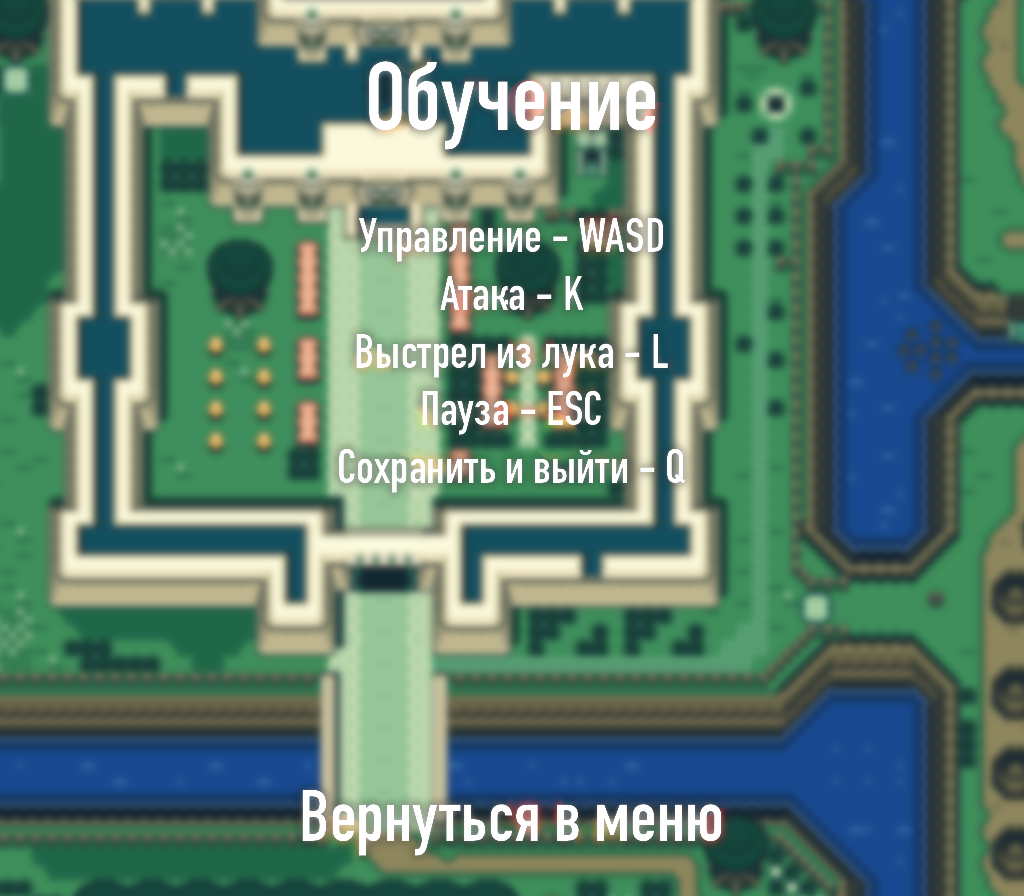 Обучение
Управление - WASD
Атака - K
Выстрел из лука - L
Пауза - ESC
Сохранить и выйти - Q
Вернуться в меню